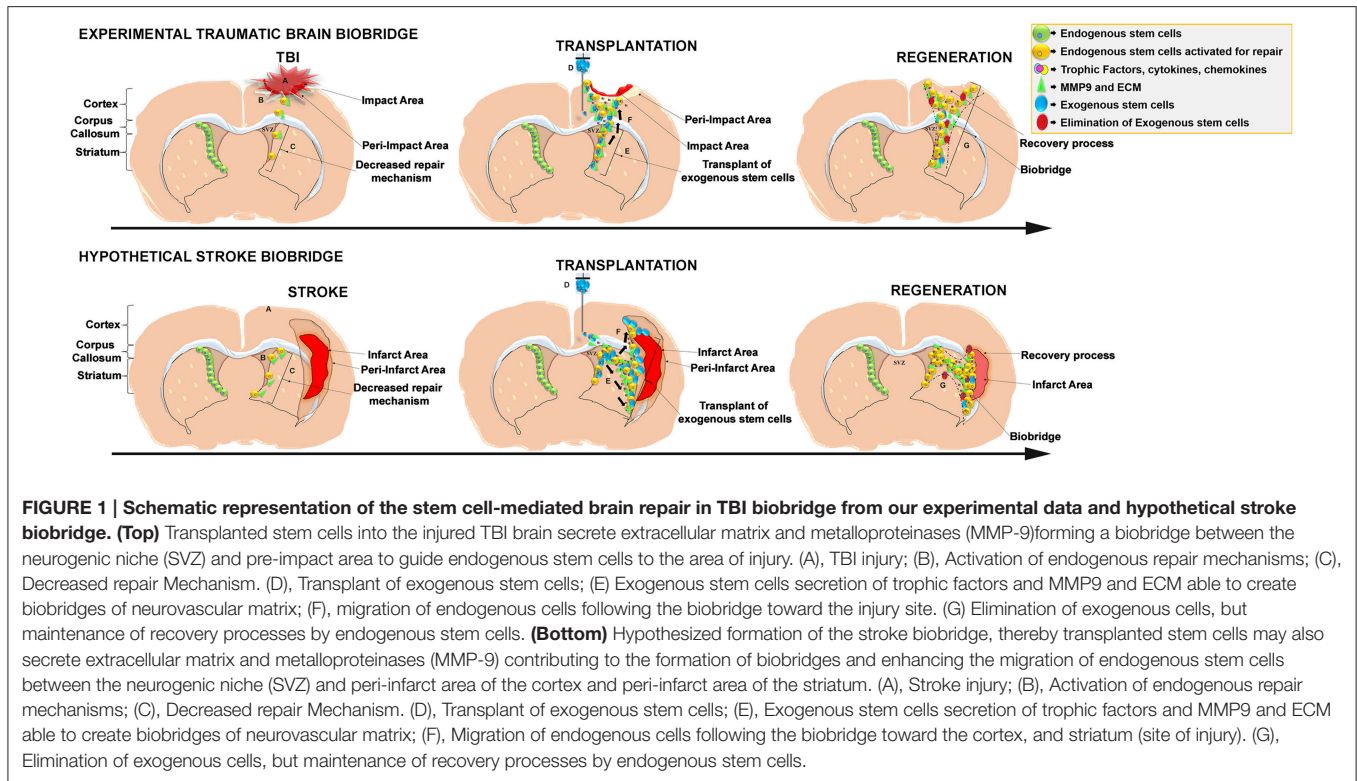 EXPERIMENTAL TRAUMATIC BRAIN BIOBRIDGE
TBI
A
B
SVZ
C
Cortex
Corpus
Callosum
Striatum
Impact Area
Peri-Impact Area
Decreased repair
mechanism
TRANSPLANTATION
D
F
SVZ
E
Peri-Impact Area
Impact Area
Transplant of
exogenous stem cells
REGENERATION
SVZ
G
Recovery process
Biobridge
Endogenous stem cells
Endogenous stem cells activated for repair
Trophic Factors, cytokines, chemokines
MMP9 and ECM
Exogenous stem cells
Elimination of Exogenous stem cells
HYPOTHETICAL STROKE BIOBRIDGE
STROKE
A
B
C
Cortex
Corpus
Callosum
Striatum
Infarct Area
Peri-Infarct Area
Decreased repair
mechanism
TRANSPLANTATION
D
F
SVZ
E
Infarct Area
Peri-Infarct Area
Transplant of
exogenous stem cells
REGENERATION
SVZ
G
Recovery process
Infarct Area
Biobridge
FIGURE 1 | Schematic representation of the stem cell-mediated brain repair in TBI biobridge from our experimental data and hypothetical stroke
biobridge. (Top) Transplanted stem cells into the injured TBI brain secrete extracellular matrix and metalloproteinases (MMP-9)forming a biobridge between the
neurogenic niche (SVZ) and pre-impact area to guide endogenous stem cells to the area of injury. (A), TBI injury; (B), Activation of endogenous repair mechanisms; (C),
Decreased repair Mechanism. (D), Transplant of exogenous stem cells; (E) Exogenous stem cells secretion of trophic factors and MMP9 and ECM able to create
biobridges of neurovascular matrix; (F), migration of endogenous cells following the biobridge toward the injury site. (G) Elimination of exogenous cells, but
maintenance of recovery processes by endogenous stem cells. (Bottom) Hypothesized formation of the stroke biobridge, thereby transplanted stem cells may also
secrete extracellular matrix and metalloproteinases (MMP-9) contributing to the formation of biobridges and enhancing the migration of endogenous stem cells
between the neurogenic niche (SVZ) and peri-infarct area of the cortex and peri-infarct area of the striatum. (A), Stroke injury; (B), Activation of endogenous repair
mechanisms; (C), Decreased repair Mechanism. (D), Transplant of exogenous stem cells; (E), Exogenous stem cells secretion of trophic factors and MMP9 and ECM
able to create biobridges of neurovascular matrix; (F), Migration of endogenous cells following the biobridge toward the cortex, and striatum (site of injury). (G),
Elimination of exogenous cells, but maintenance of recovery processes by endogenous stem cells.